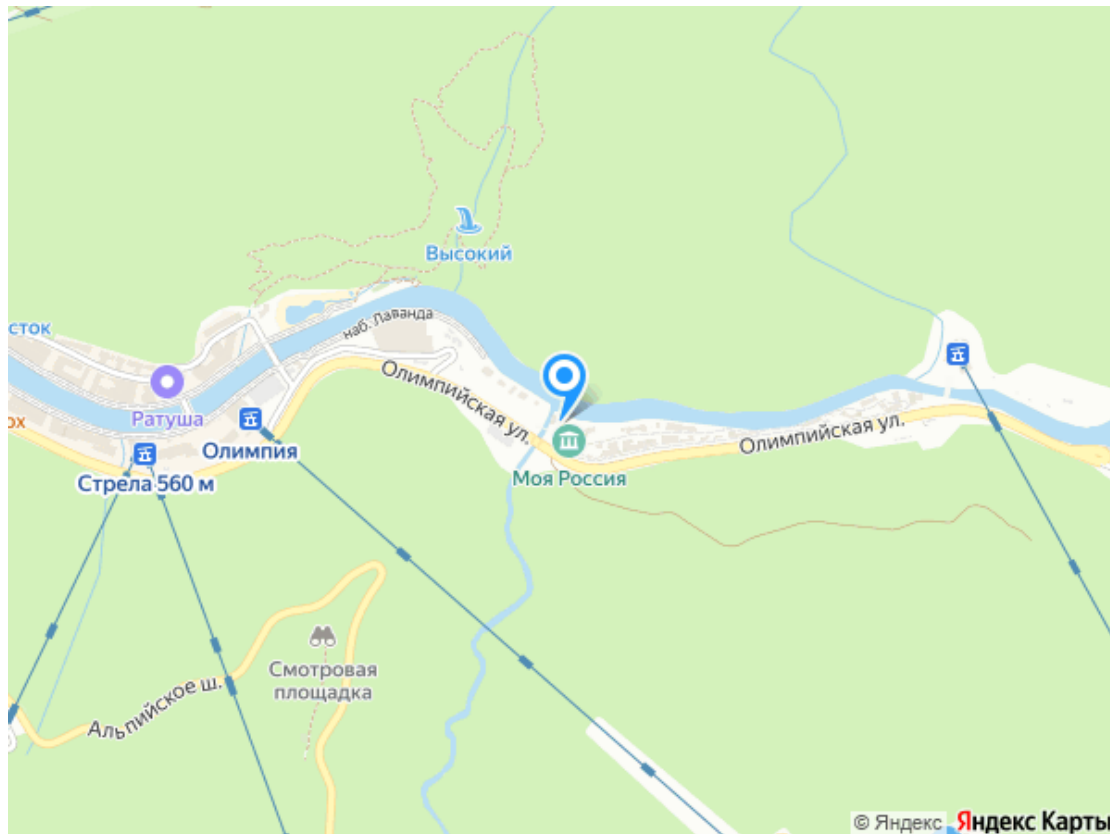 Высокий
наб. Лаванда
сток
Ратуша
ох
Олимпия
Стрела 560 м
Олимпийская ул.
Олимпийская ул.
Моя Россия
Смотровая
площадка
Альпийское ш.
© Яндекс Яндекс Карты